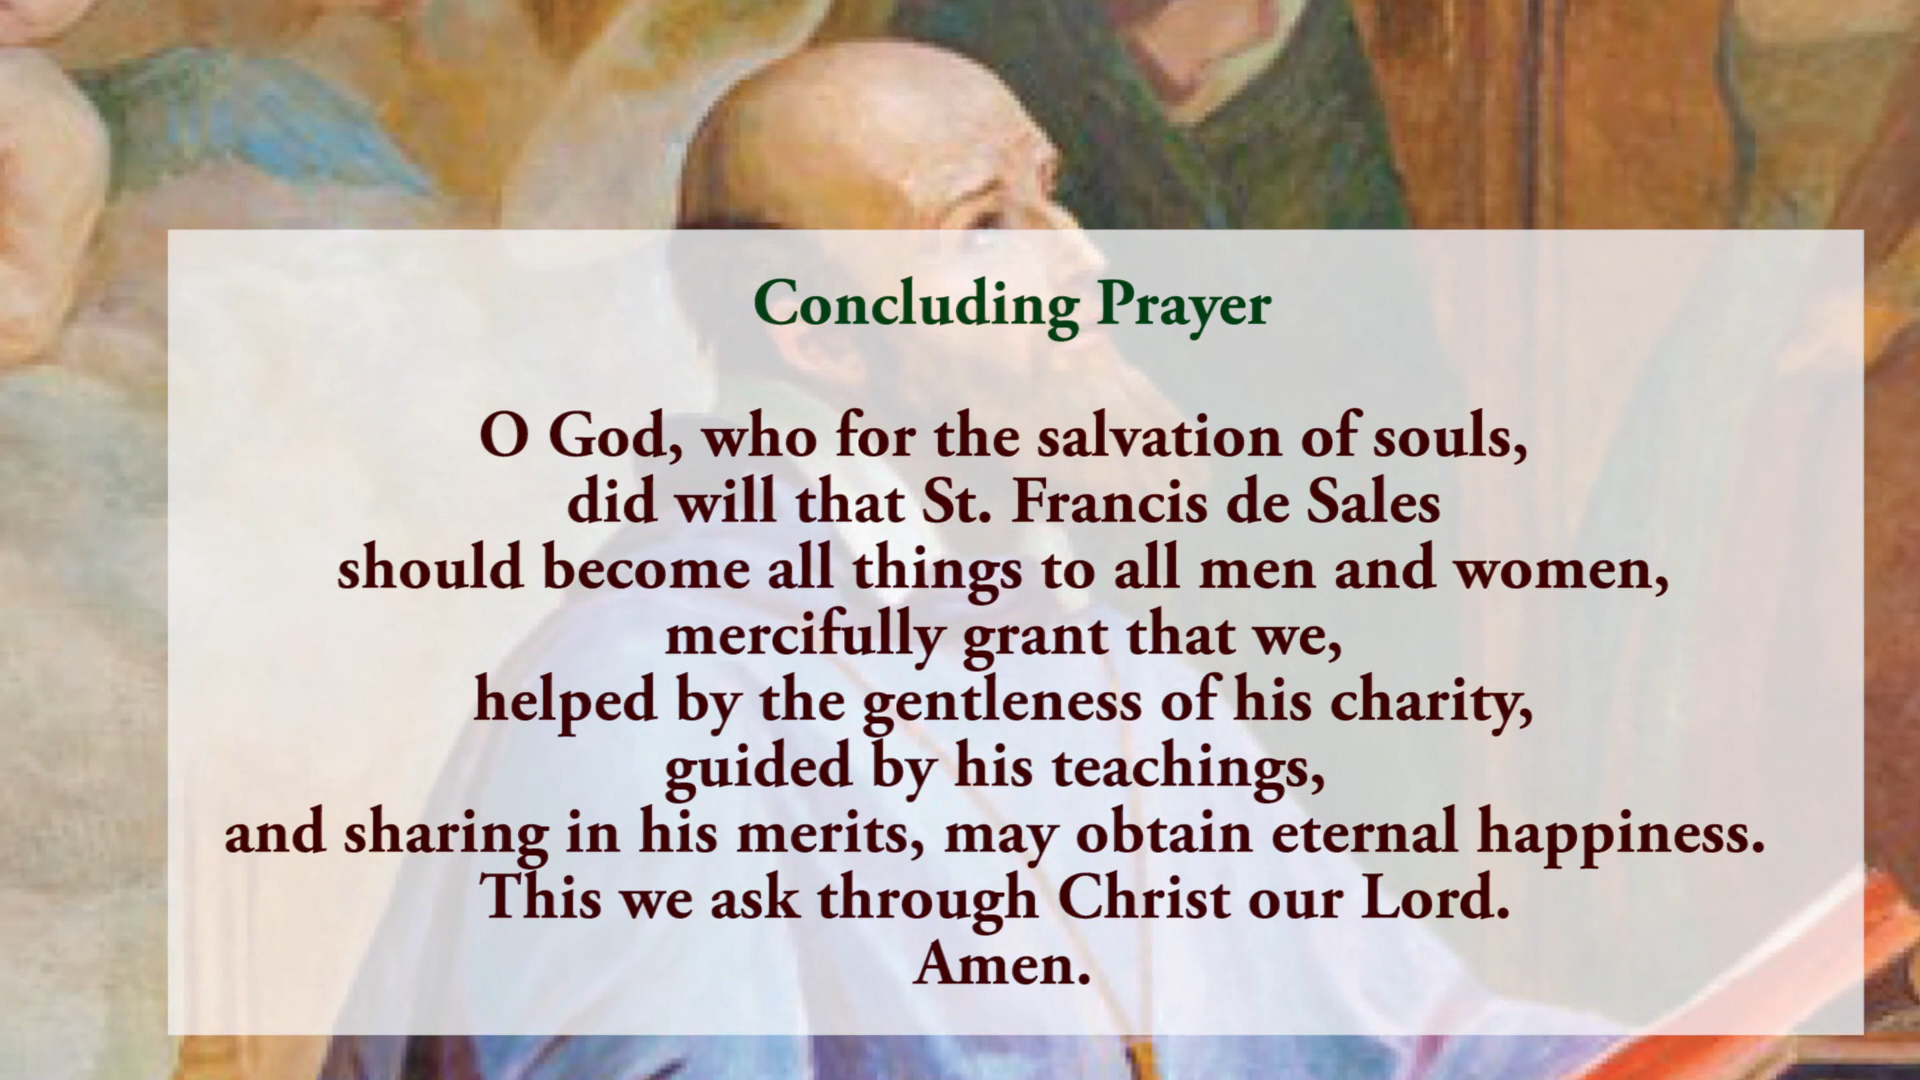 Concluding Prayer
O God, who for the salvation of souls,
did will that St. Francis de Sales
should become all things to all men and women,
mercifully grant that we,
helped by the gentleness of his charity,
guided by his teachings,
and sharing in his merits, may obtain eternal happiness.
This we ask through Christ our Lord.
Amen.